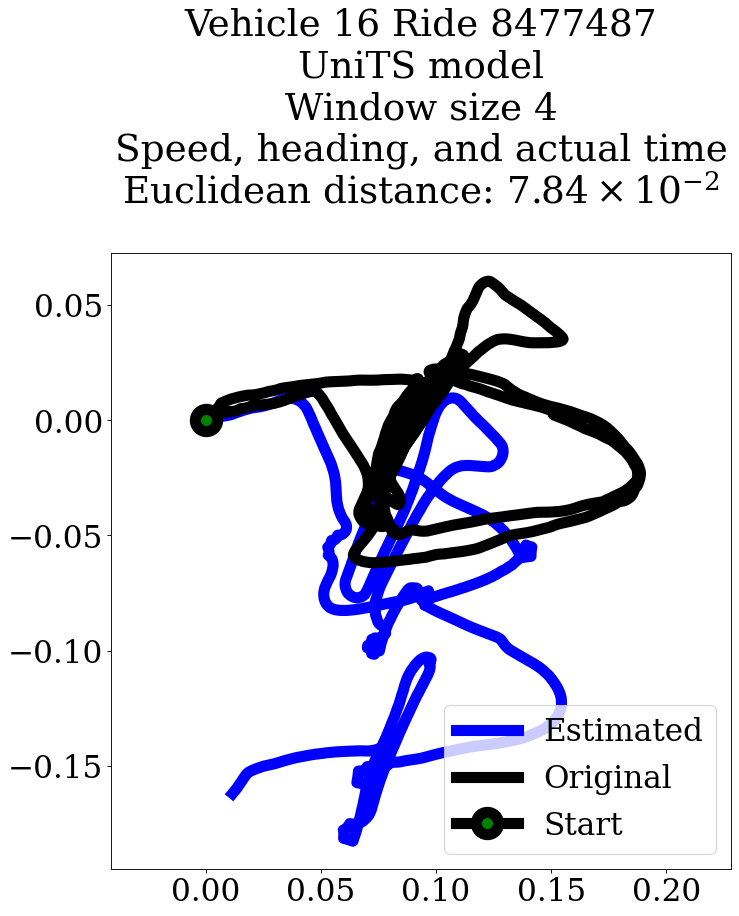 Vehicle 16 Ride 8477487
UniTS model
Window size 4
Speed, heading, and actual time
Euclidean distance: 7.84 × 10⁻²
0.05
0.00
−0.05
−0.10
−0.15
Estimated
Original
Start
0.00 0.05 0.10 0.15 0.20